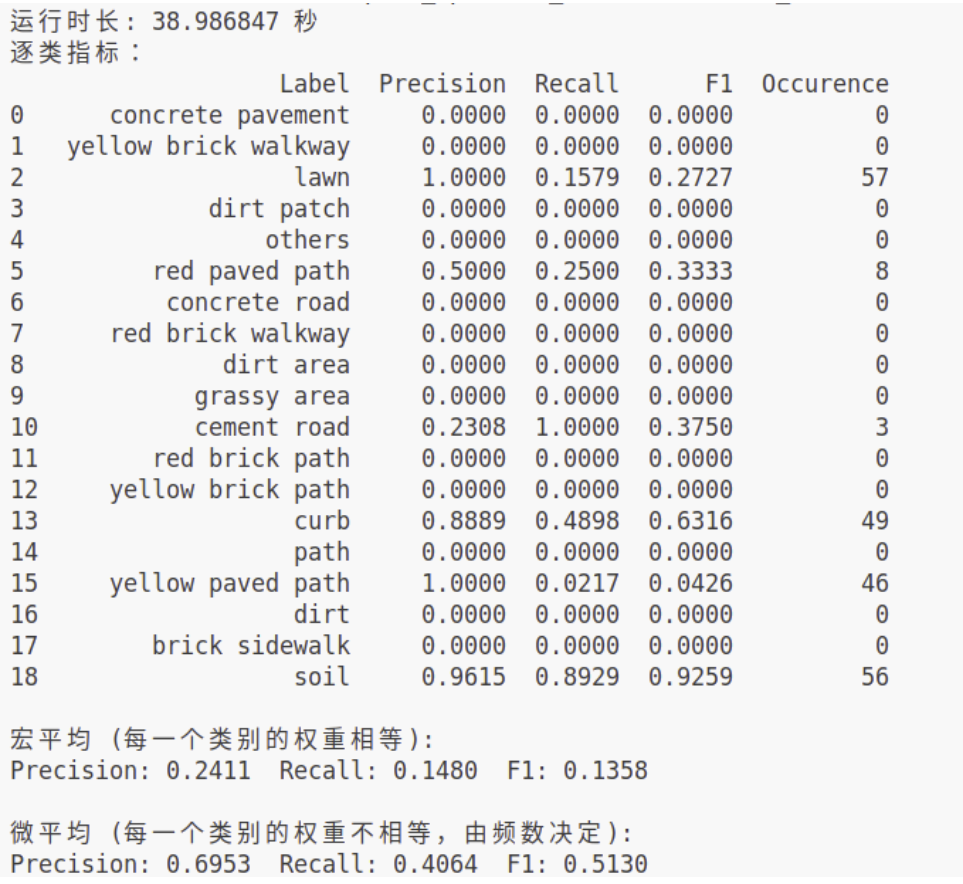 运行时长: 38.986847 秒
逐类指标：
Label Precision Recall F1 Occurence
0 concrete pavement 0.0000 0.0000 0.0000 0
1 yellow brick walkway 0.0000 0.0000 0.0000 0
2 lawn 1.0000 0.1579 0.2727 57
3 dirt patch 0.0000 0.0000 0.0000 0
4 others 0.0000 0.0000 0.0000 0
5 red paved path 0.5000 0.2500 0.3333 8
6 concrete road 0.0000 0.0000 0.0000 0
7 red brick walkway 0.0000 0.0000 0.0000 0
8 dirt area 0.0000 0.0000 0.0000 0
9 grassy area 0.0000 0.0000 0.0000 0
10 cement road 0.2308 1.0000 0.3750 3
11 red brick path 0.0000 0.0000 0.0000 0
12 yellow brick path 0.0000 0.0000 0.0000 0
13 curb 0.8889 0.4898 0.6316 49
14 path 0.0000 0.0000 0.0000 0
15 yellow paved path 1.0000 0.0217 0.0426 46
16 dirt 0.0000 0.0000 0.0000 0
17 brick sidewalk 0.0000 0.0000 0.0000 0
18 soil 0.9615 0.8929 0.9259 56
宏平均 (每一个类别的权重相等):
Precision: 0.2411 Recall: 0.1480 F1: 0.1358
微平均 (每一个类别的权重不相等，由频数决定):
Precision: 0.6953 Recall: 0.4064 F1: 0.5130